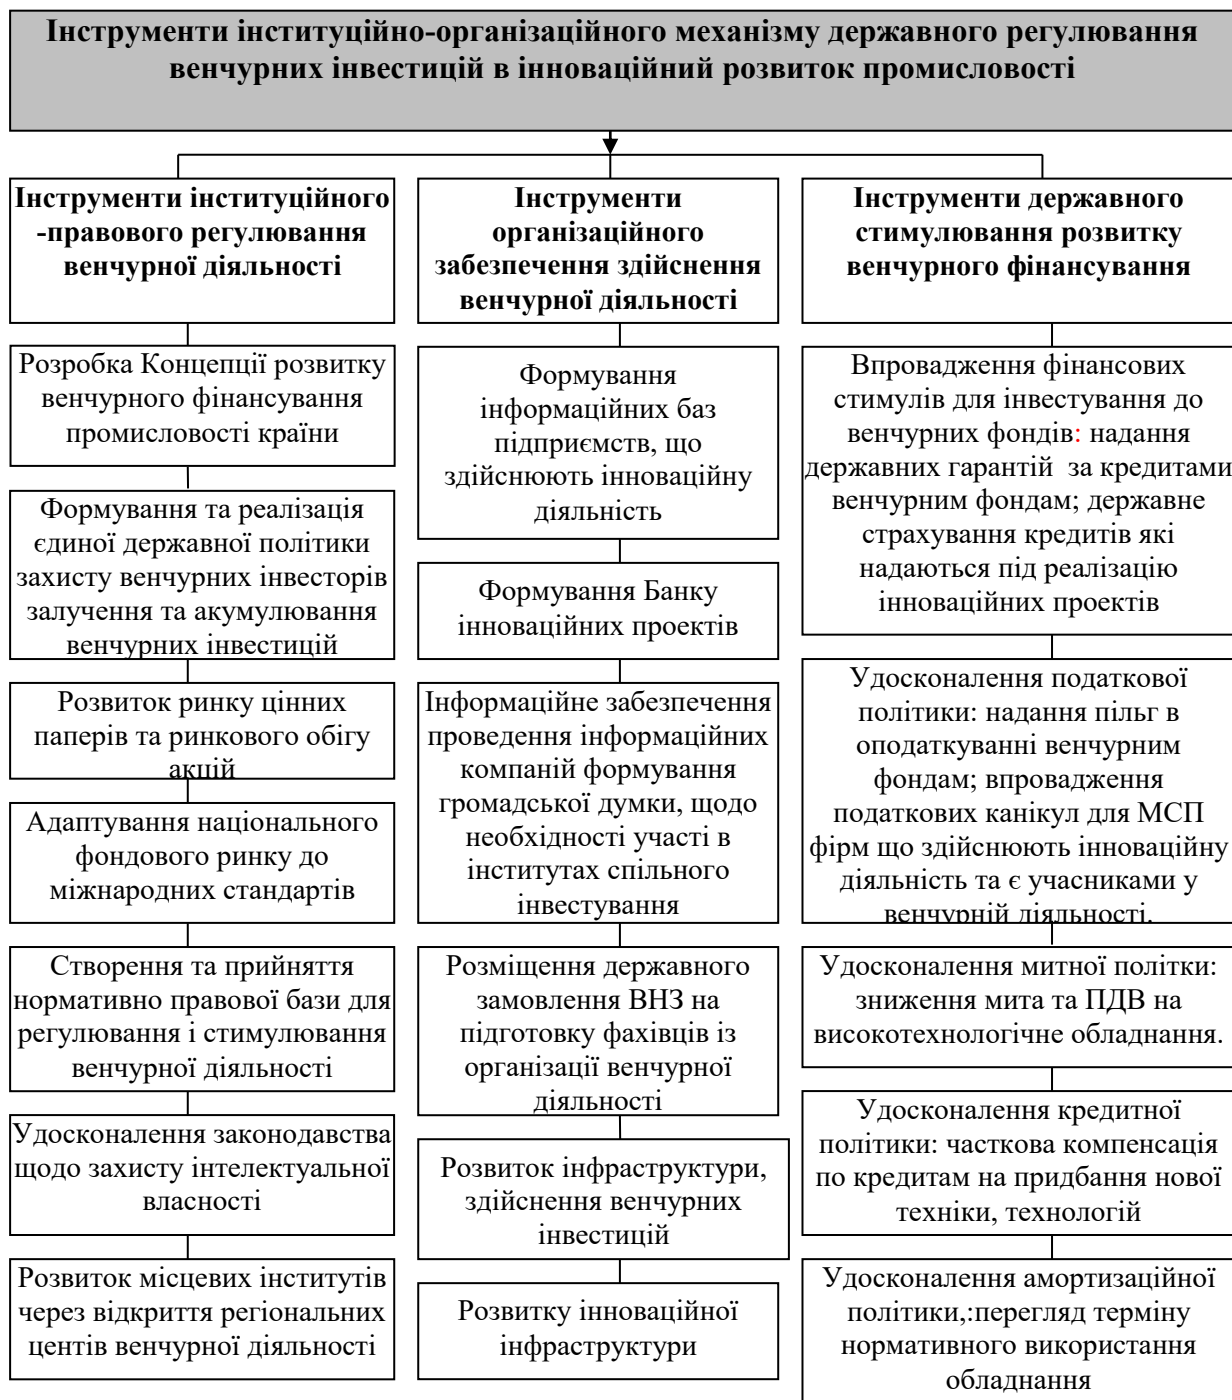 Інструменти інституційно-організаційного механізму державного регулювання
венчурних інвестицій в інноваційний розвиток промисловості
Інструменти інституційного
-правового регулювання
венчурної діяльності
Розробка Концепції розвитку
венчурного фінансування
промисловості країни
Формування та реалізація
єдиної державної політики
захисту венчурних інвесторів
залучення та акумулювання
венчурних інвестицій
Розвиток ринку цінних
паперів та ринкового обігу
акцій
Адаптування національного
фондового ринку до
міжнародних стандартів
Створення та прийняття
нормативно правової бази для
регулювання і стимулювання
венчурної діяльності
Удосконалення законодавства
щодо захисту інтелектуальної
власності
Розвиток місцевих інститутів
через відкриття регіональних
центів венчурної діяльності
Інструменти
організаційного
забезпечення здійснення
венчурної діяльності
Формування
інформаційних баз
підприємств, що
здійснюють інноваційну
діяльність
Формування Банку
інноваційних проектів
Інформаційне забезпечення
проведення інформаційних
компаній формування
громадської думки, щодо
необхідності участі в
інститутах спільного
інвестування
Розміщення державного
замовлення ВНЗ на
підготовку фахівців із
організації венчурної
діяльності
Розвиток інфраструктури,
здійснення венчурних
інвестицій
Розвитку інноваційної
інфраструктури
Інструменти державного
стимулювання розвитку
венчурного фінансування
Впровадження фінансових
стимулів для інвестування до
венчурних фондів: надання
державних гарантій за кредитами
венчурним фондам; державне
страхування кредитів які
надаються під реалізацію
інноваційних проектів
Удосконалення податкової
політики: надання пільг в
оподаткуванні венчурним
фондам; впровадження
податкових канікул для МСП
фірм що здійснюють інноваційну
діяльність та є учасниками у
венчурній діяльності.
Удосконалення митної політки:
зниження мита та ПДВ на
високотехнологічне обладнання.
Удосконалення кредитної
політики: часткова компенсація
по кредитам на придбання нової
техніки, технологій
Удосконалення амортизаційної
політики,:перегляд терміну
нормативного використання
обладнання